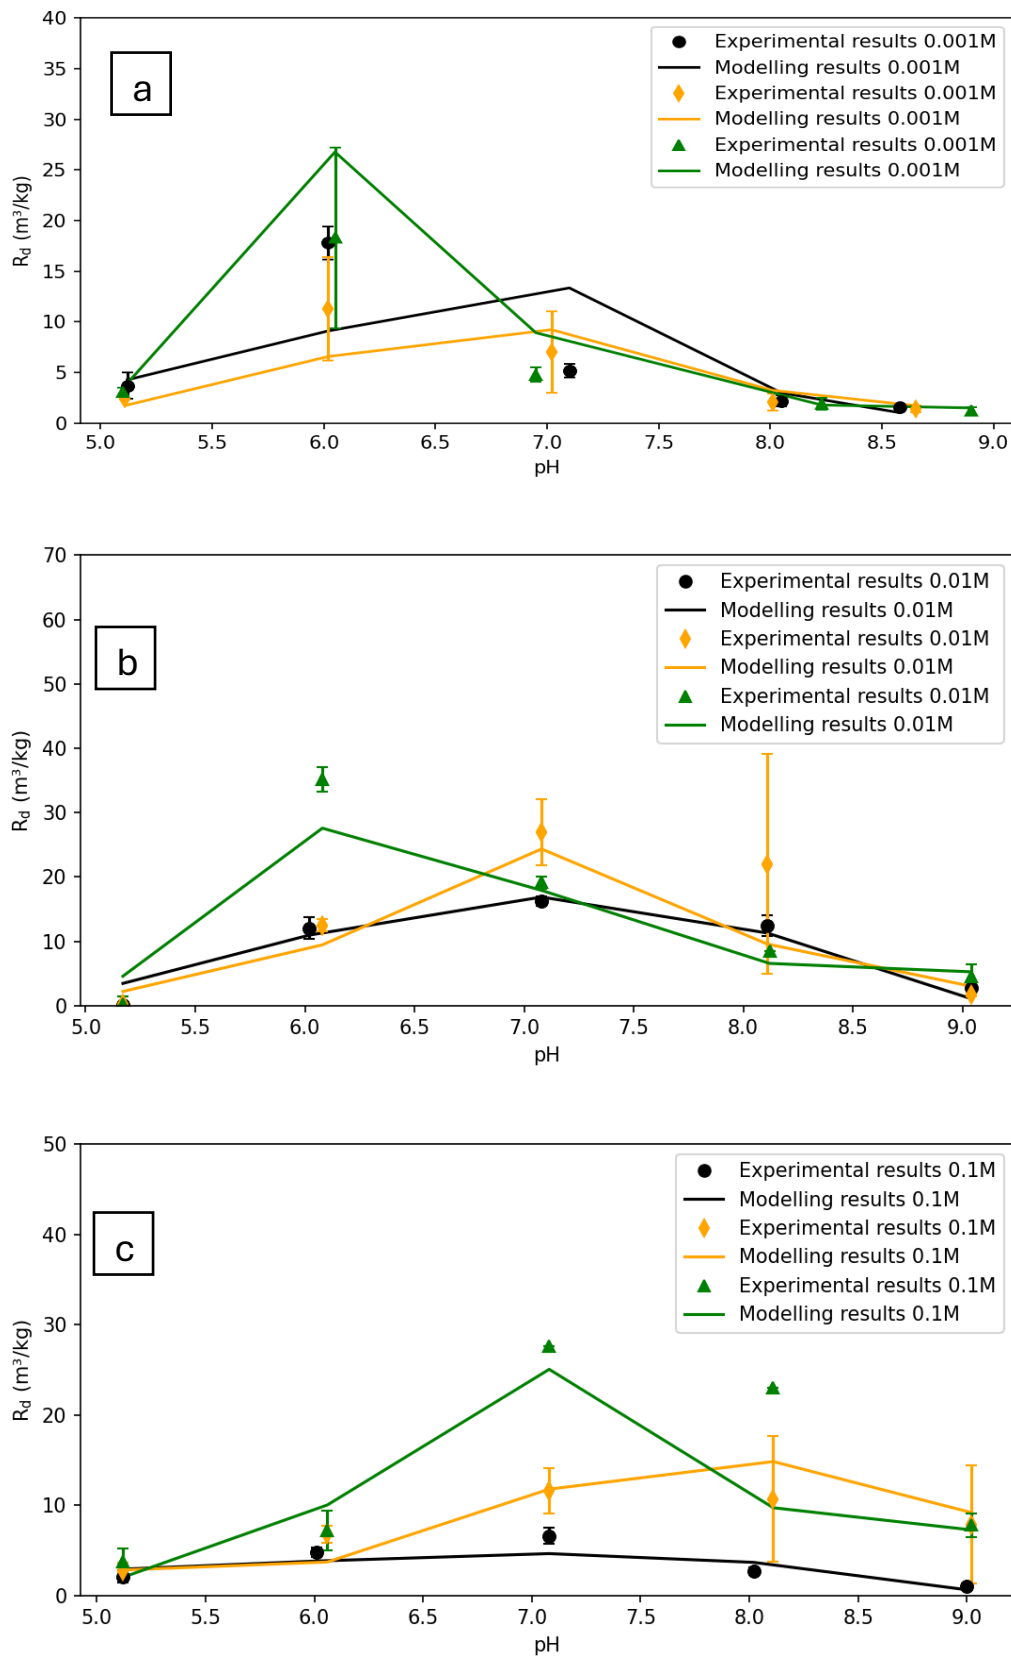 40
35
30
25
20
15
10
5
0
R_d (m³/kg)
a
Experimental results 0.001M
Modelling results 0.001M
Experimental results 0.001M
Modelling results 0.001M
Experimental results 0.001M
Modelling results 0.001M
5.0 5.5 6.0 6.5 7.0 7.5 8.0 8.5 9.0
pH
70
60
50
40
30
20
10
0
R_d (m³/kg)
b
Experimental results 0.01M
Modelling results 0.01M
Experimental results 0.01M
Modelling results 0.01M
Experimental results 0.01M
Modelling results 0.01M
5.0 5.5 6.0 6.5 7.0 7.5 8.0 8.5 9.0
pH
50
40
30
20
10
0
R_d (m³/kg)
c
Experimental results 0.1M
Modelling results 0.1M
Experimental results 0.1M
Modelling results 0.1M
Experimental results 0.1M
Modelling results 0.1M
5.0 5.5 6.0 6.5 7.0 7.5 8.0 8.5 9.0
pH